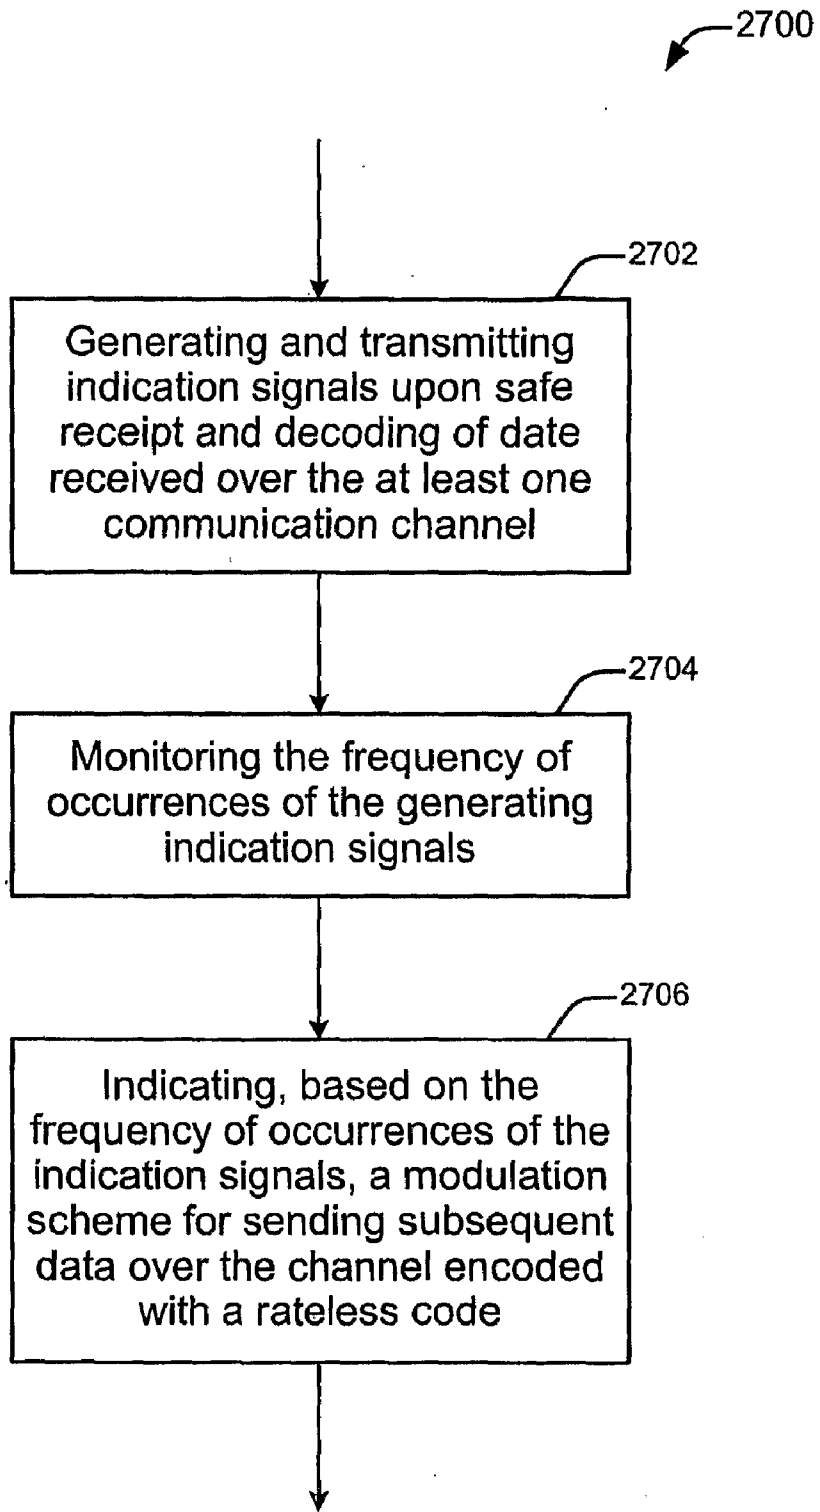 2700
2702
Generating and transmitting
indication signals upon safe
receipt and decoding of date
received over the at least one
communication channel
2704
Monitoring the frequency of
occurrences of the generating
indication signals
2706
Indicating, based on the
frequency of occurrences of the
indication signals, a modulation
scheme for sending subsequent
data over the channel encoded
with a rateless code